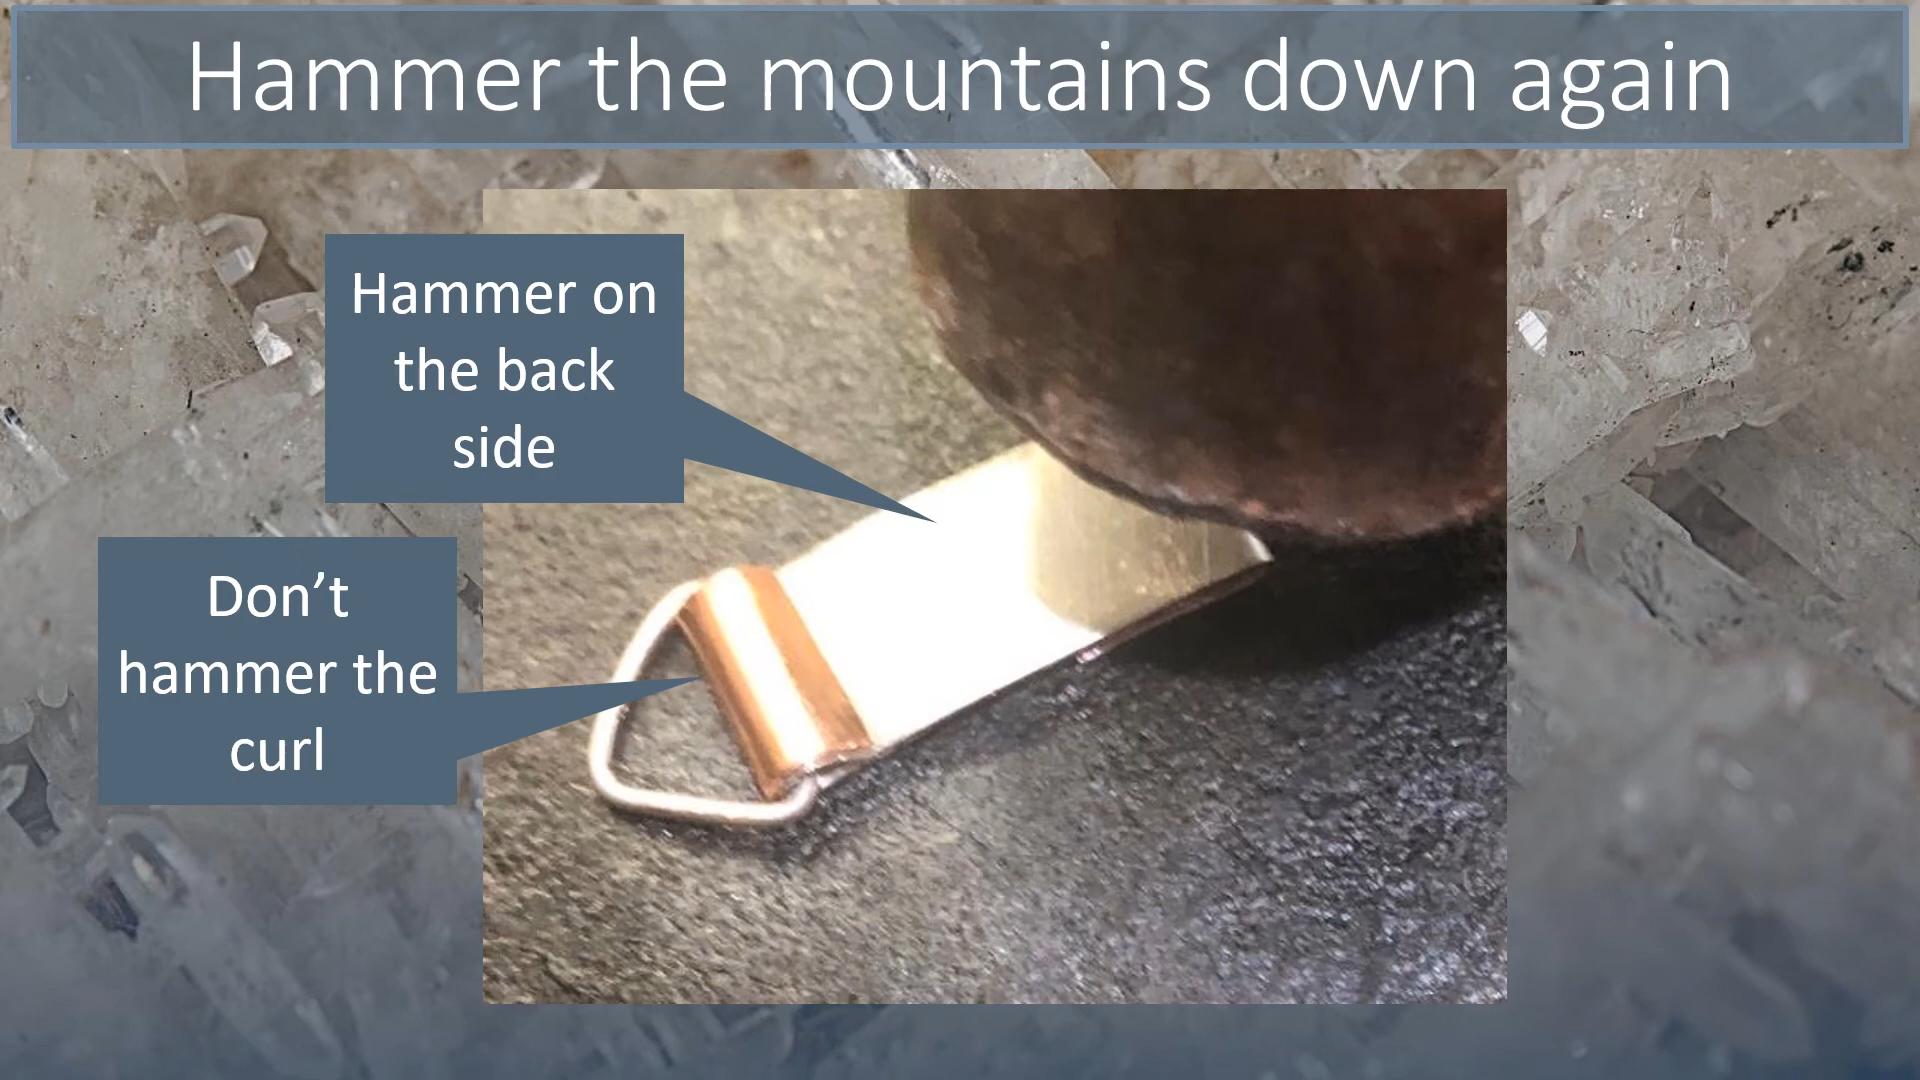 Hammer the mountains down again
Hammer on
the back
side
Don’t
hammer the
curl